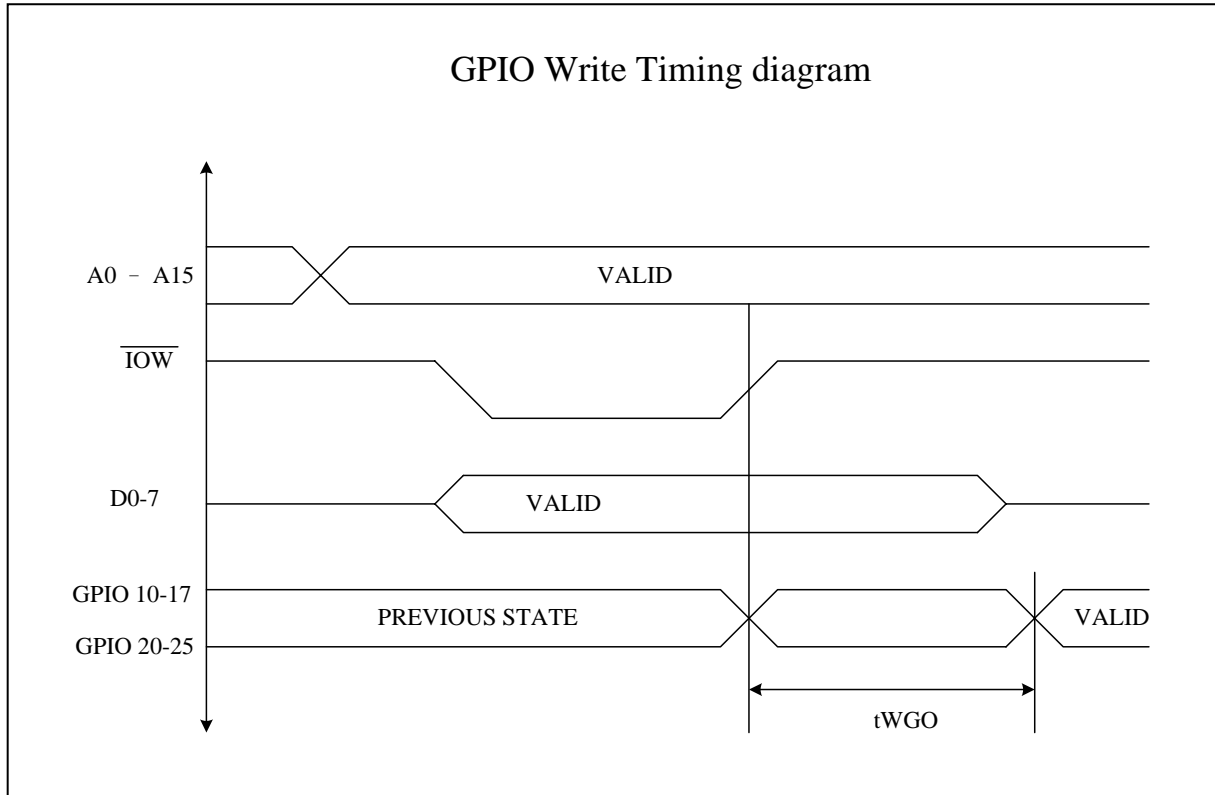 GPIO Write Timing diagram
A0 – A15
VALID
IOW
D0-7
VALID
GPIO 10-17
PREVIOUS STATE
VALID
GPIO 20-25
tWGO